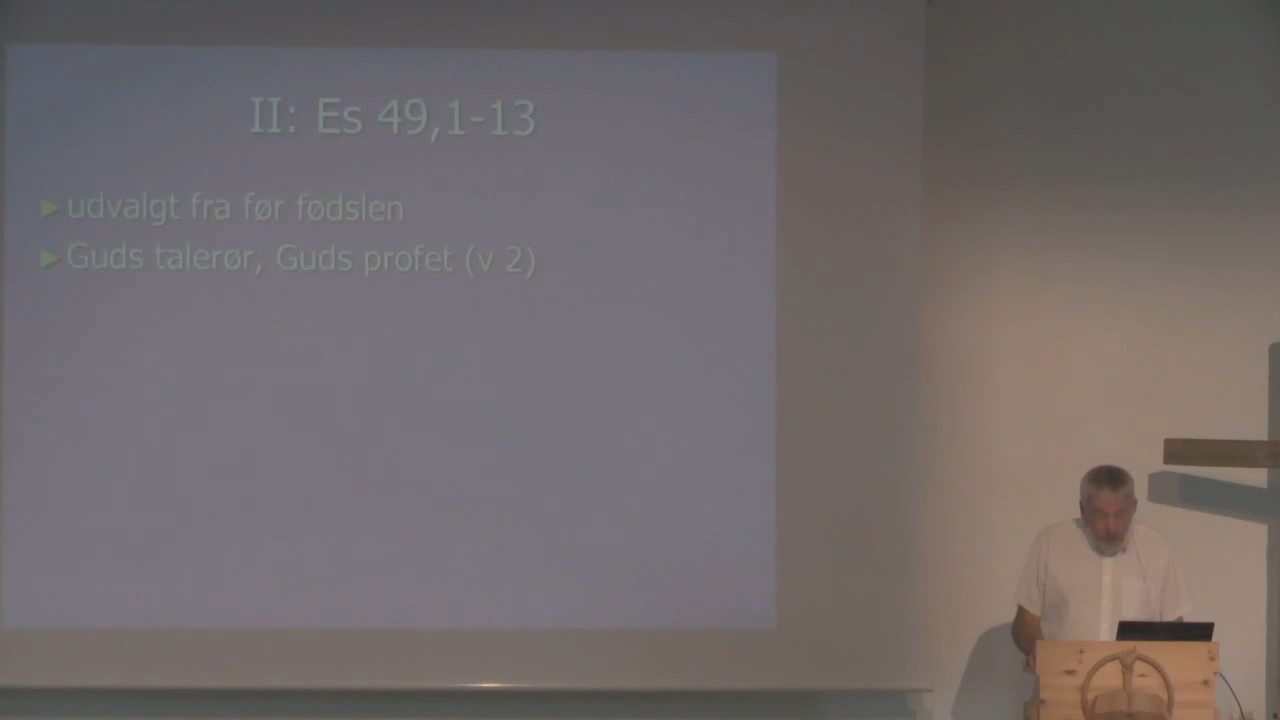 II: Es 49,1-13
►udvalgt fra før fødslen
►Guds talerør, Guds profet (v 2)